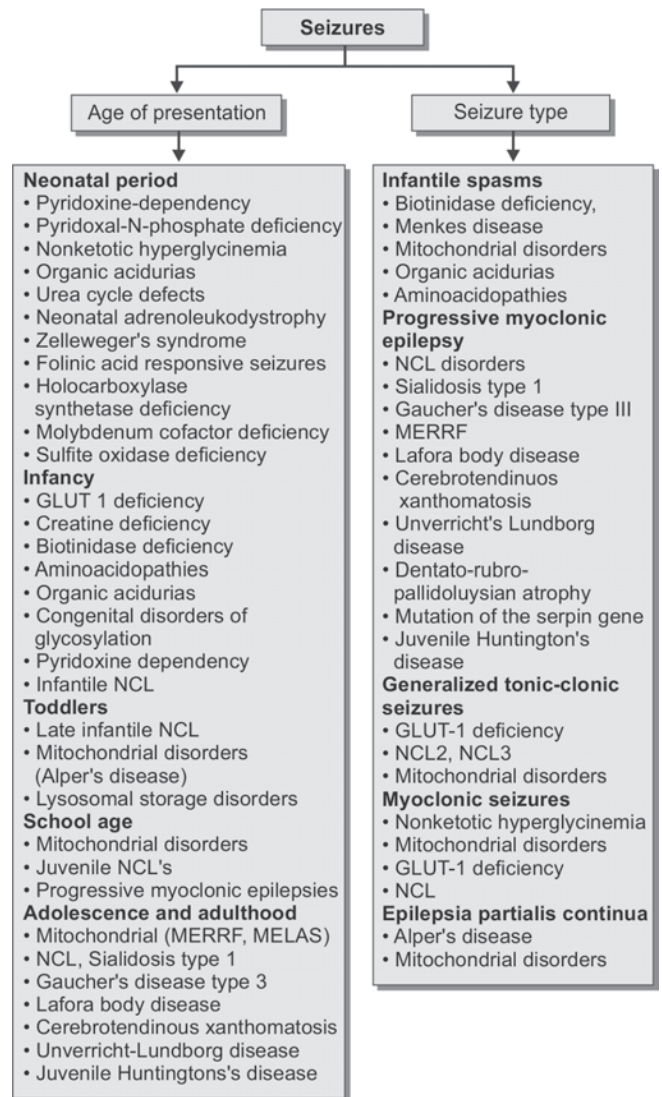 Seizures
Age of presentation
Seizure type
Neonatal period
• Pyridoxine-dependency
• Pyridoxal-N-phosphate deficiency
• Nonketotic hyperglycinemia
• Organic acidurias
• Urea cycle defects
• Neonatal adrenoleukodystrophy
• Zelleweger's syndrome
• Folinic acid responsive seizures
• Holocarboxylase
synthetase deficiency
• Molybdenum cofactor deficiency
• Sulfite oxidase deficiency
Infancy
• GLUT 1 deficiency
• Creatine deficiency
• Biotinidase deficiency
• Aminoacidopathies
• Organic acidurias
• Congenital disorders of
glycosylation
• Pyridoxine dependency
• Infantile NCL
Toddlers
• Late infantile NCL
• Mitochondrial disorders
(Alper's disease)
• Lysosomal storage disorders
School age
• Mitochondrial disorders
• Juvenile NCL's
• Progressive myoclonic epilepsies
Adolescence and adulthood
• Mitochondrial (MERRF, MELAS)
• NCL, Sialidosis type 1
• Gaucher's disease type 3
• Lafora body disease
• Cerebrotendinous xanthomatosis
• Unverricht-Lundborg disease
• Juvenile Huntingtons's disease
Infantile spasms
• Biotinidase deficiency,
• Menkes disease
• Mitochondrial disorders
• Organic acidurias
• Aminoacidopathies
Progressive myoclonic
epilepsy
• NCL disorders
• Sialidosis type 1
• Gaucher's disease type III
• MERRF
• Lafora body disease
• Cerebrotendinuos
xanthomatosis
• Unverricht's Lundborg
disease
• Dentato-rubro-
pallidoluysian atrophy
• Mutation of the serpin gene
• Juvenile Huntington's
disease
Generalized tonic-clonic
seizures
• GLUT-1 deficiency
• NCL2, NCL3
• Mitochondrial disorders
Myoclonic seizures
• Nonketotic hyperglycinemia
• Mitochondrial disorders
• GLUT-1 deficiency
• NCL
Epilepsia partialis continua
• Alper's disease
• Mitochondrial disorders